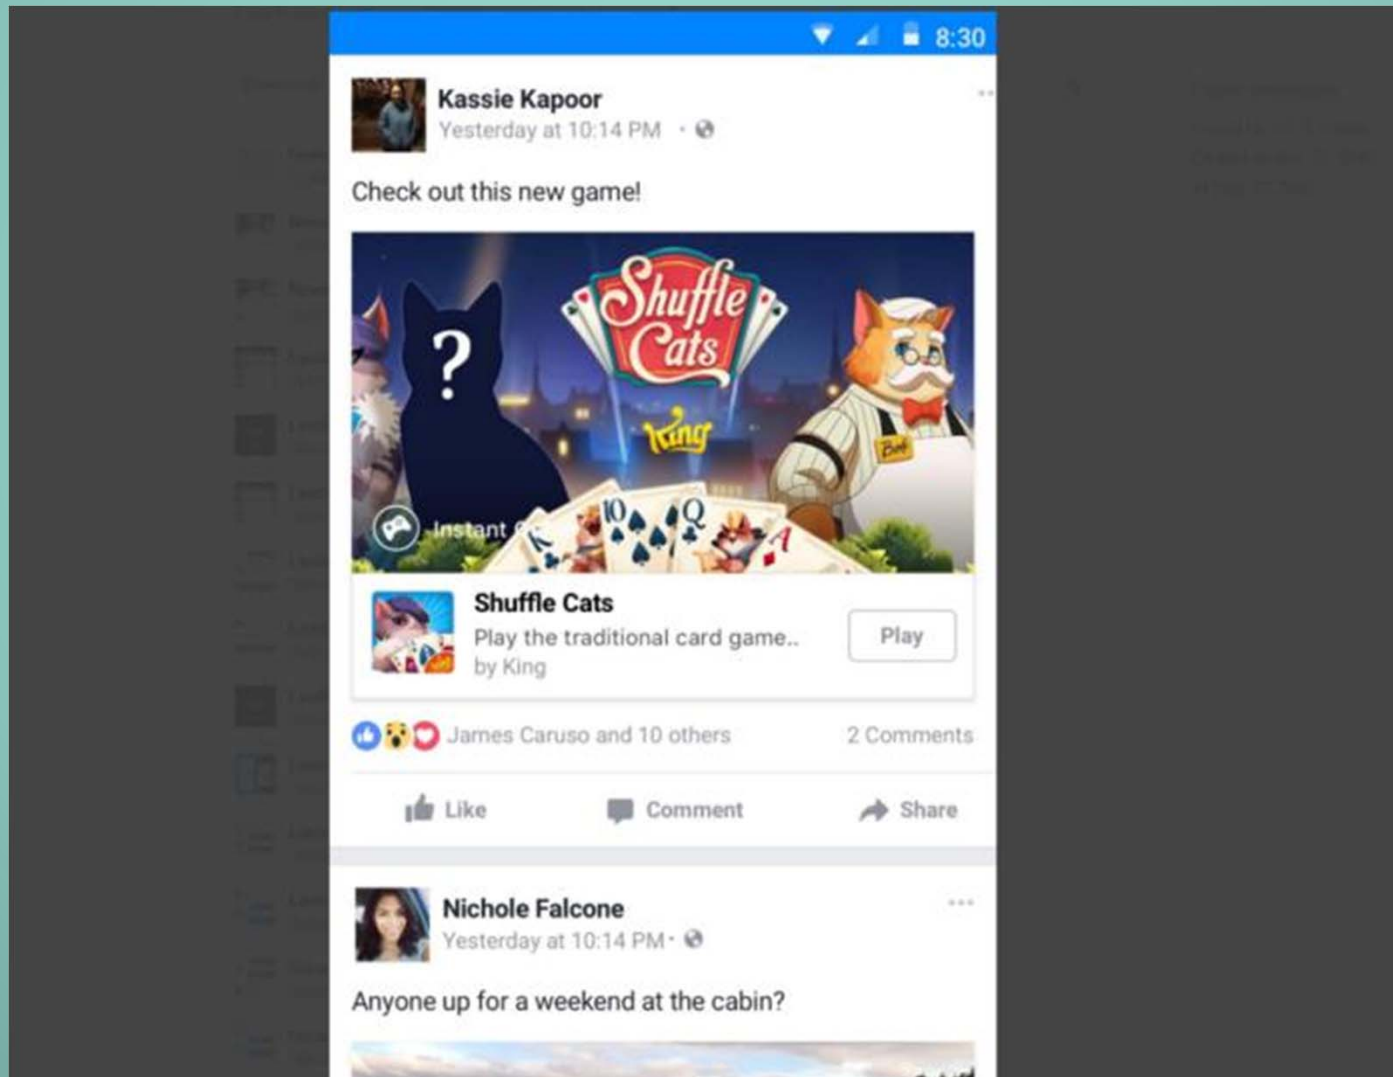 8:30
Kassie Kapoor
Yesterday at 10:14 PM ·
Check out this new game!
Shuffle
Cats
King
?
Bob
Instant
K 10 Q A
Shuffle Cats
Play the traditional card game..
by King
Play
James Caruso and 10 others
2 Comments
Like
Comment
Share
Nichole Falcone
Yesterday at 10:14 PM ·
Anyone up for a weekend at the cabin?